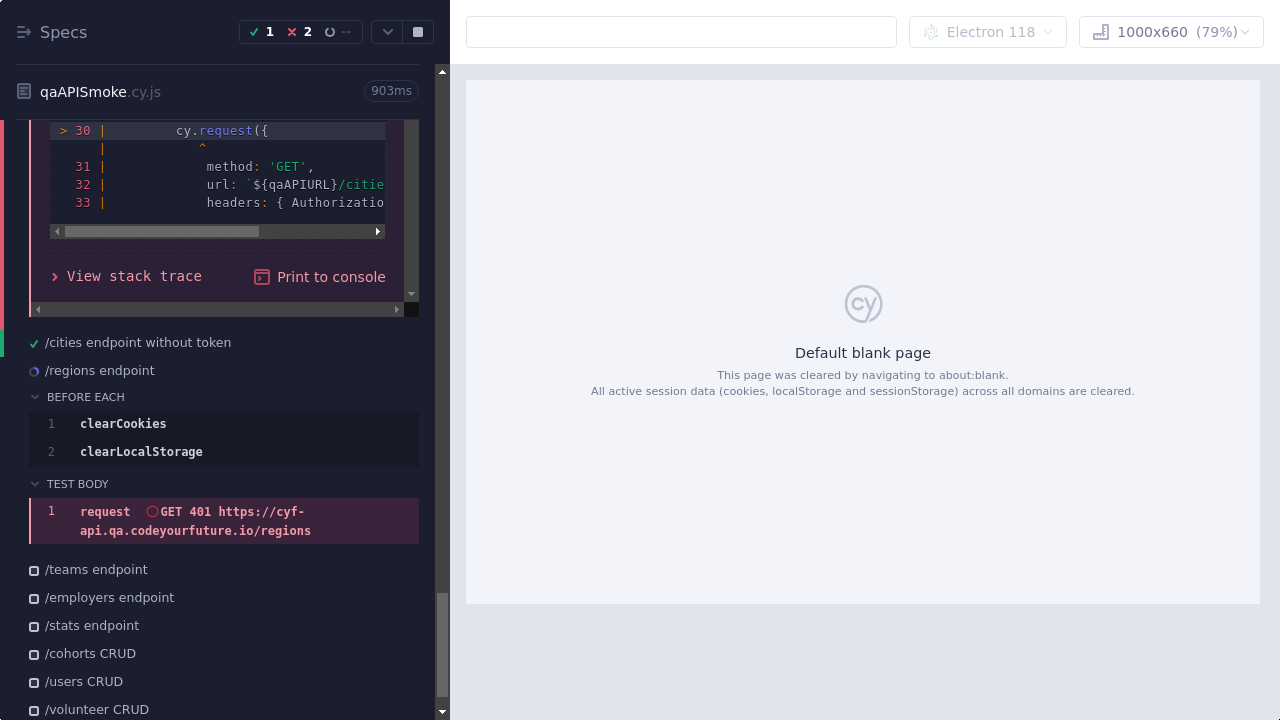 Specs
1 2 --
Electron 118
1000x660 (79%)
qaAPISmoke.cy.js
903ms
> 30 | cy.request({
| ^
31 | method: 'GET',
32 | url: `${qaAPIURL}/citie
33 | headers: { Authorizatio
View stack trace
Print to console
/cities endpoint without token
/regions endpoint
BEFORE EACH
1 clearCookies
2 clearLocalStorage
TEST BODY
1 request GET 401 https://cyf-
api.qa.codeyourfuture.io/regions
/teams endpoint
/employers endpoint
/stats endpoint
/cohorts CRUD
/users CRUD
/volunteer CRUD
cy
Default blank page
This page was cleared by navigating to about:blank.
All active session data (cookies, localStorage and sessionStorage) across all domains are cleared.